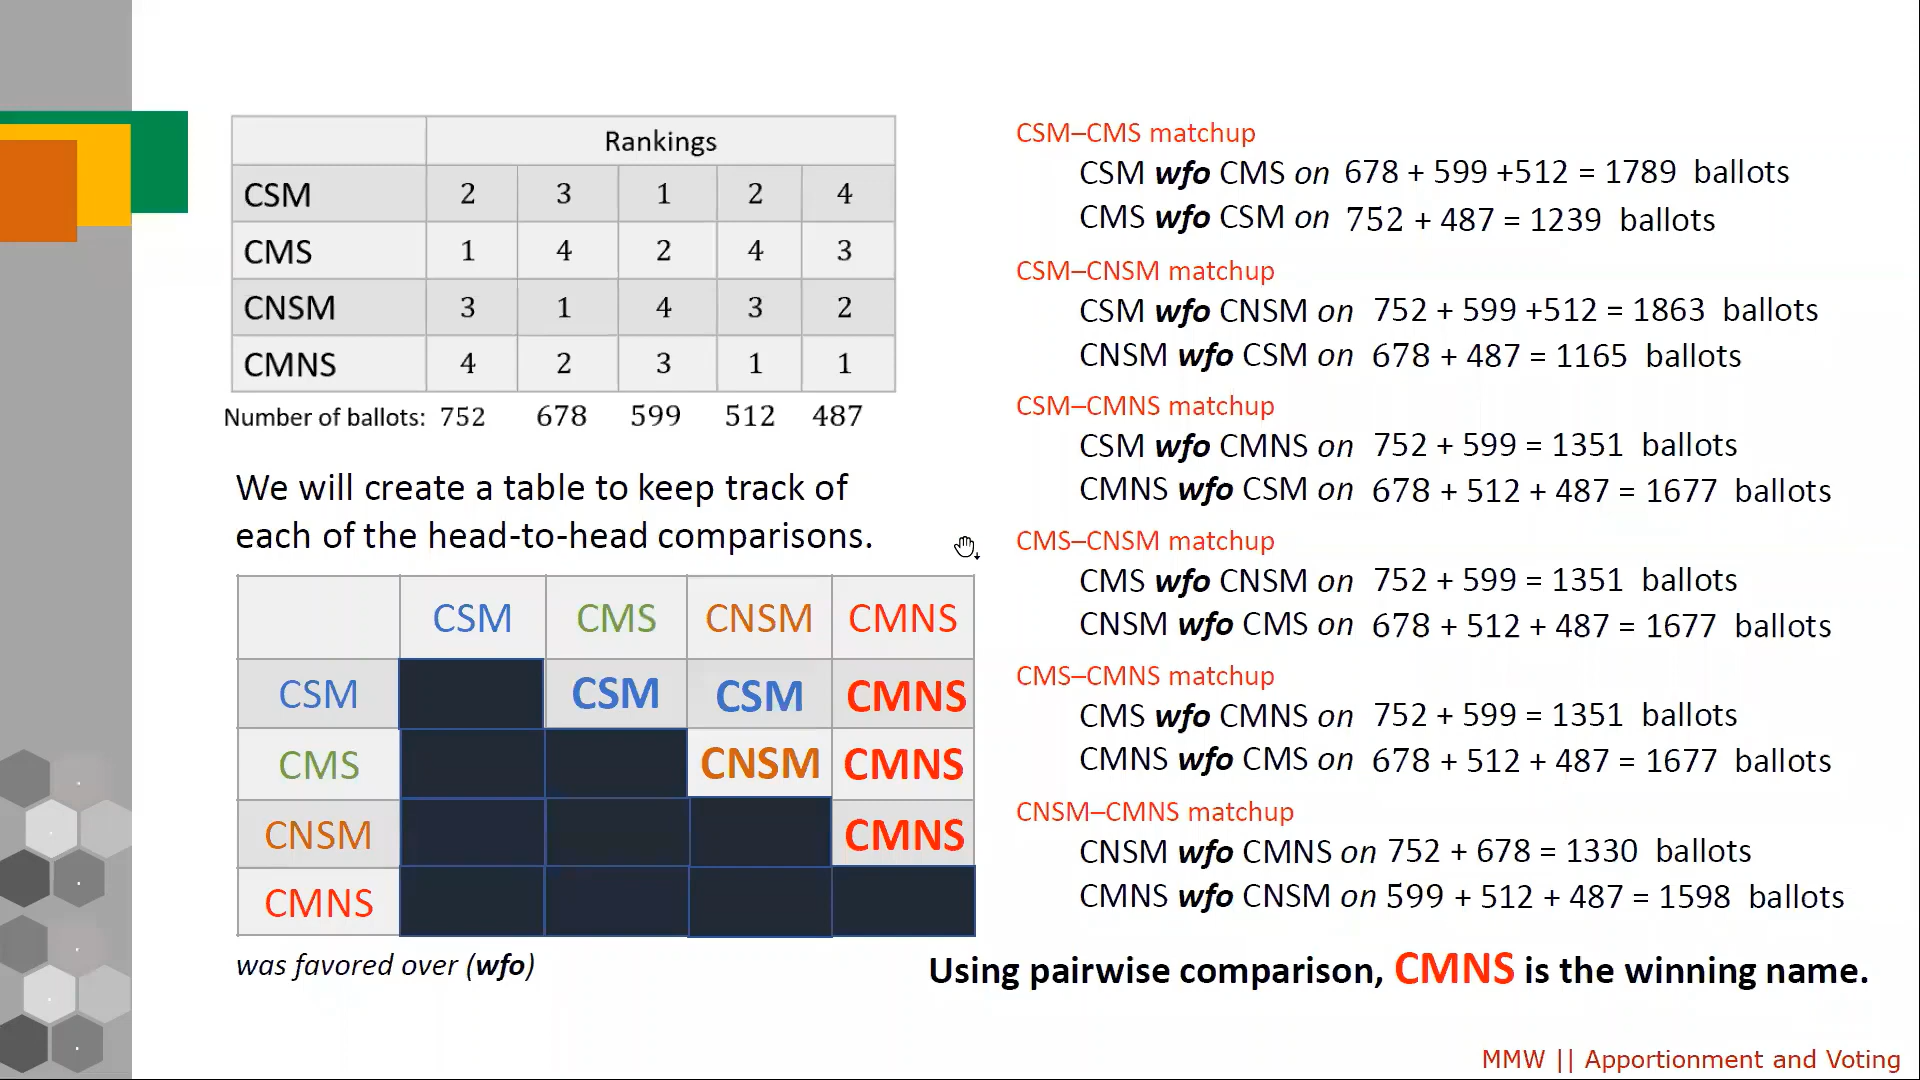 Rankings
CSM 2 3 1 2 4
CMS 1 4 2 4 3
CNSM 3 1 4 3 2
CMNS 4 2 3 1 1
Number of ballots: 752 678 599 512 487
We will create a table to keep track of
each of the head-to-head comparisons.
CSM CMS CNSM CMNS
CSM CSM CSM CMNS
CMS CNSM CMNS
CNSM CMNS
CMNS
was favored over (wfo)
CSM–CMS matchup
CSM wfo CMS on 678 + 599 +512 = 1789 ballots
CMS wfo CSM on 752 + 487 = 1239 ballots
CSM–CNSM matchup
CSM wfo CNSM on 752 + 599 +512 = 1863 ballots
CNSM wfo CSM on 678 + 487 = 1165 ballots
CSM–CMNS matchup
CSM wfo CMNS on 752 + 599 = 1351 ballots
CMNS wfo CSM on 678 + 512 + 487 = 1677 ballots
CMS–CNSM matchup
CMS wfo CNSM on 752 + 599 = 1351 ballots
CNSM wfo CMS on 678 + 512 + 487 = 1677 ballots
CMS–CMNS matchup
CMS wfo CMNS on 752 + 599 = 1351 ballots
CMNS wfo CMS on 678 + 512 + 487 = 1677 ballots
CNSM–CMNS matchup
CNSM wfo CMNS on 752 + 678 = 1330 ballots
CMNS wfo CNSM on 599 + 512 + 487 = 1598 ballots
Using pairwise comparison, CMNS is the winning name.
MMW || Apportionment and Voting